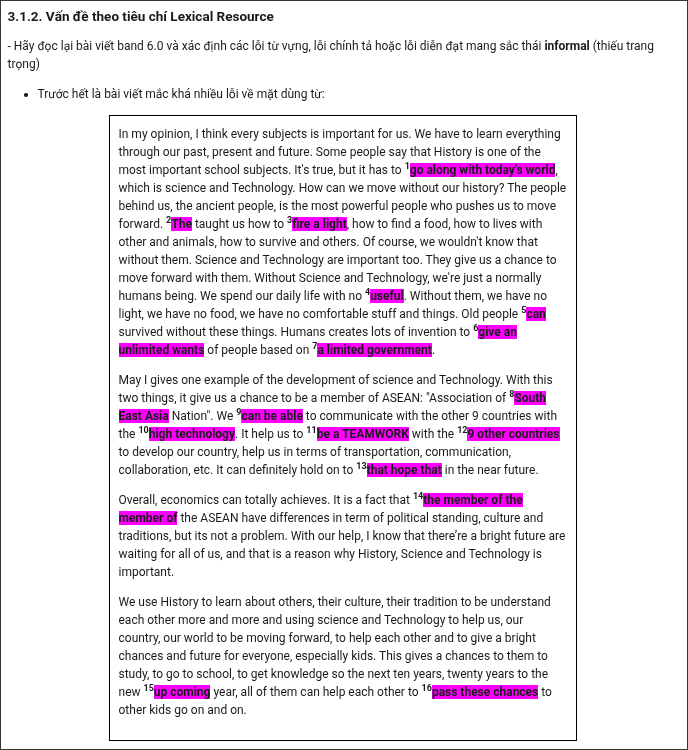 3.1.2. Vấn đề theo tiêu chí Lexical Resource
- Hãy đọc lại bài viết band 6.0 và xác định các lỗi từ vựng, lỗi chính tả hoặc lỗi diễn đạt mang sắc thái informal (thiếu trang
trọng)
• Trước hết là bài viết mắc khá nhiều lỗi về mặt dùng từ:
In my opinion, I think every subjects is important for us. We have to learn everything
through our past, present and future. Some people say that History is one of the
most important school subjects. It's true, but it has to 1go along with today's world,
which is science and Technology. How can we move without our history? The people
behind us, the ancient people, is the most powerful people who pushes us to move
forward. 2The taught us how to 3fire a light, how to find a food, how to lives with
other and animals, how to survive and others. Of course, we wouldn't know that
without them. Science and Technology are important too. They give us a chance to
move forward with them. Without Science and Technology, we're just a normally
humans being. We spend our daily life with no 4useful. Without them, we have no
light, we have no food, we have no comfortable stuff and things. Old people 5can
survived without these things. Humans creates lots of invention to 6give an
unlimited wants of people based on 7a limited government.
May I gives one example of the development of science and Technology. With this
two things, it give us a chance to be a member of ASEAN: "Association of 8South
East Asia Nation". We 9can be able to communicate with the other 9 countries with
the 10high technology. It help us to 11be a TEAMWORK with the 129 other countries
to develop our country, help us in terms of transportation, communication,
collaboration, etc. It can definitely hold on to 13that hope that in the near future.
Overall, economics can totally achieves. It is a fact that 14the member of the
member of the ASEAN have differences in term of political standing, culture and
traditions, but its not a problem. With our help, I know that there're a bright future are
waiting for all of us, and that is a reason why History, Science and Technology is
important.
We use History to learn about others, their culture, their tradition to be understand
each other more and more and using science and Technology to help us, our
country, our world to be moving forward, to help each other and to give a bright
chances and future for everyone, especially kids. This gives a chances to them to
study, to go to school, to get knowledge so the next ten years, twenty years to the
new 15up coming year, all of them can help each other to 16pass these chances to
other kids go on and on.